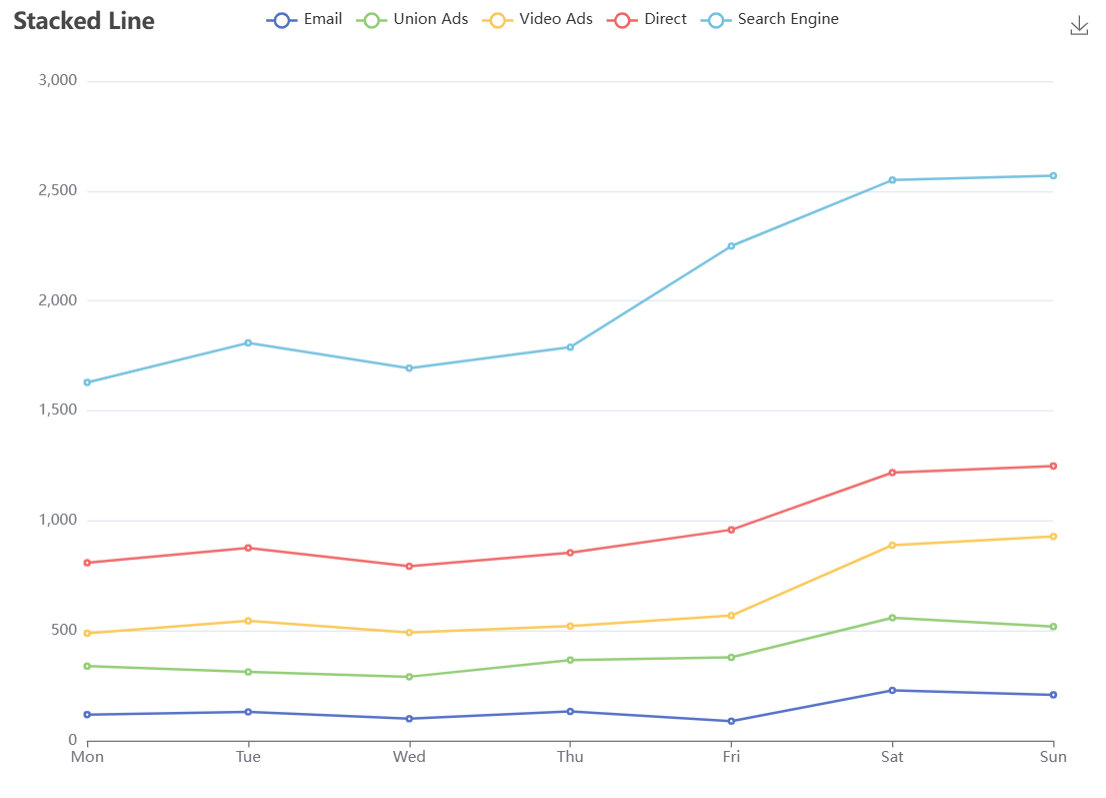 Stacked Line
Email Union Ads Video Ads Direct Search Engine
3,000
2,500
2,000
1,500
1,000
500
0
Mon Tue Wed Thu Fri Sat Sun